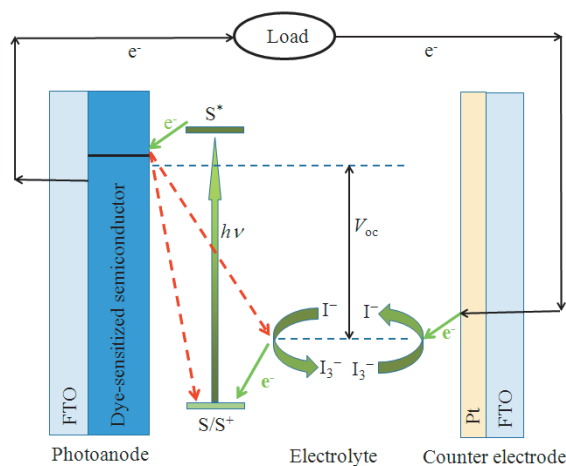 Load
e-
e-
S*
e-
FTO
Dye-sensitized semiconductor
hν
Voc
I⁻
I⁻
e-
I₃⁻
I₃⁻
e-
Pt
FTO
S/S⁺
Photoanode
Electrolyte
Counter electrode